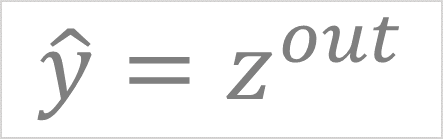 ŷ = z^{out}